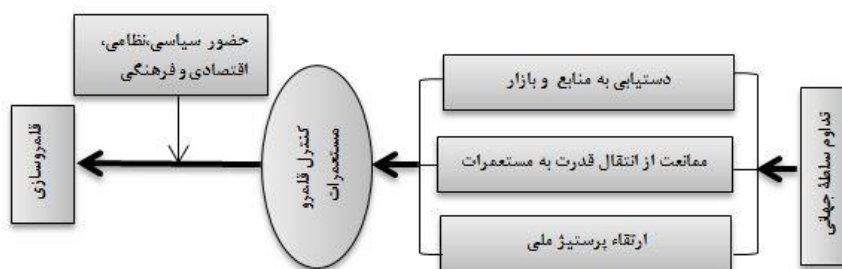 تداوم سلطهٔ جهانی
دستیابی به منابع و بازار
ممانعت از انتقال قدرت به مستعمرات
ارتقاء پرستیژ ملی
کنترل قلمرو
مستعمرات
حضور سیاسی،نظامی،
اقتصادی و فرهنگی
قلمروسازی